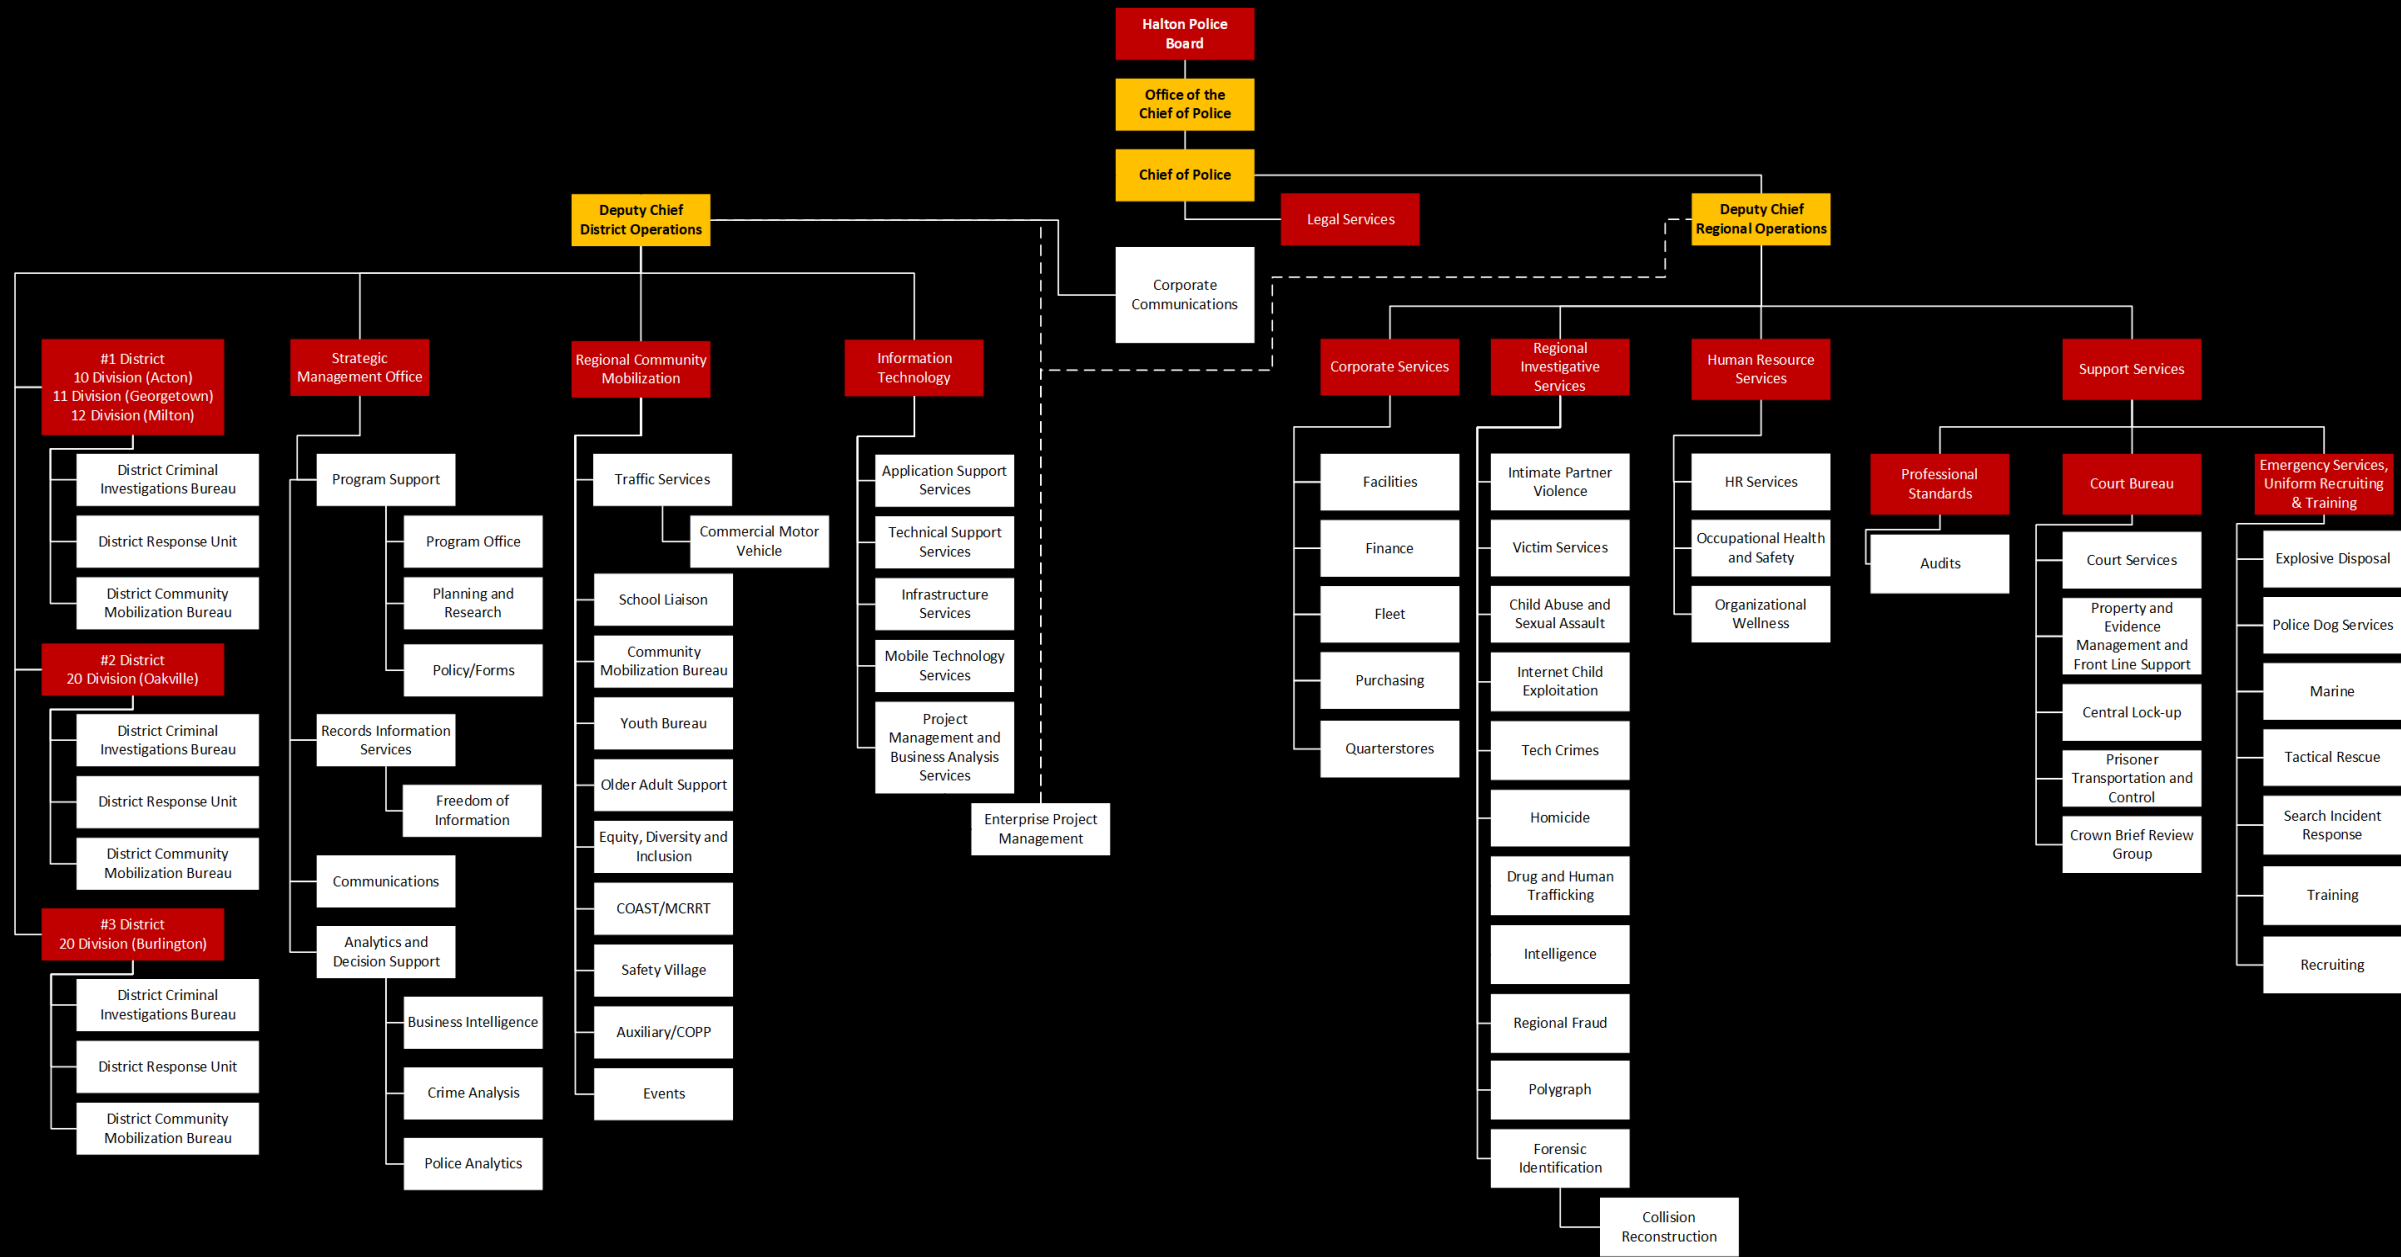 Halton Police
Board
Office of the
Chief of Police
Chief of Police
Legal Services
Deputy Chief
District Operations
Corporate
Communications
Deputy Chief
Regional Operations
#1 District
10 Division (Acton)
11 Division (Georgetown)
12 Division (Milton)
District Criminal
Investigations Bureau
District Response Unit
District Community
Mobilization Bureau
#2 District
20 Division (Oakville)
District Criminal
Investigations Bureau
District Response Unit
District Community
Mobilization Bureau
#3 District
20 Division (Burlington)
District Criminal
Investigations Bureau
District Response Unit
District Community
Mobilization Bureau
Strategic
Management Office
Program Support
Program Office
Planning and
Research
Policy/Forms
Records Information
Services
Freedom of
Information
Communications
Analytics and
Decision Support
Business Intelligence
Crime Analysis
Police Analytics
Regional Community
Mobilization
Traffic Services
Commercial Motor
Vehicle
School Liaison
Community
Mobilization Bureau
Youth Bureau
Older Adult Support
Equity, Diversity and
Inclusion
COAST/MCRRT
Safety Village
Auxiliary/COPP
Events
Information
Technology
Application Support
Services
Technical Support
Services
Infrastructure
Services
Mobile Technology
Services
Project
Management and
Business Analysis
Services
Enterprise Project
Management
Corporate Services
Facilities
Finance
Fleet
Purchasing
Quarterstores
Regional
Investigative
Services
Intimate Partner
Violence
Victim Services
Child Abuse and
Sexual Assault
Internet Child
Exploitation
Tech Crimes
Homicide
Drug and Human
Trafficking
Intelligence
Regional Fraud
Polygraph
Forensic
Identification
Collision
Reconstruction
Human Resource
Services
HR Services
Occupational Health
and Safety
Organizational
Wellness
Support Services
Professional
Standards
Audits
Court Bureau
Court Services
Property and
Evidence
Management and
Front Line Support
Central Lock-up
Prisoner
Transportation and
Control
Crown Brief Review
Group
Emergency Services,
Uniform Recruiting
& Training
Explosive Disposal
Police Dog Services
Marine
Tactical Rescue
Search Incident
Response
Training
Recruiting